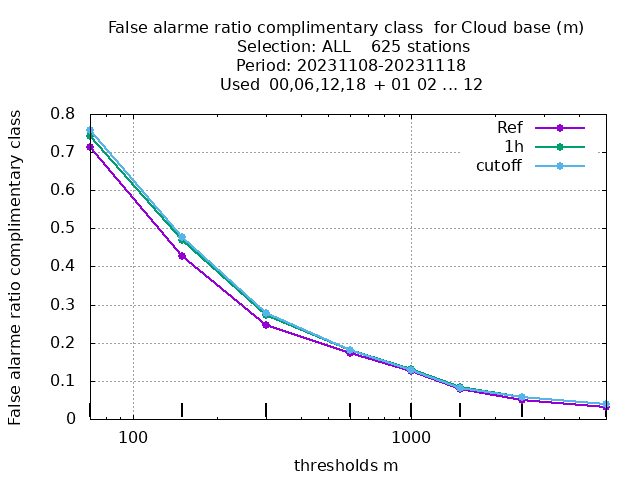 False alarme ratio complimentary class  for Cloud base (m)
Selection: ALL    625 stations
Period: 20231108-20231118
Used  00,06,12,18  + 01 02 ... 12
False alarme ratio complimentary class
0.8
0.7
0.6
0.5
0.4
0.3
0.2
0.1
0
Ref
1h
cutoff
100
1000
thresholds m